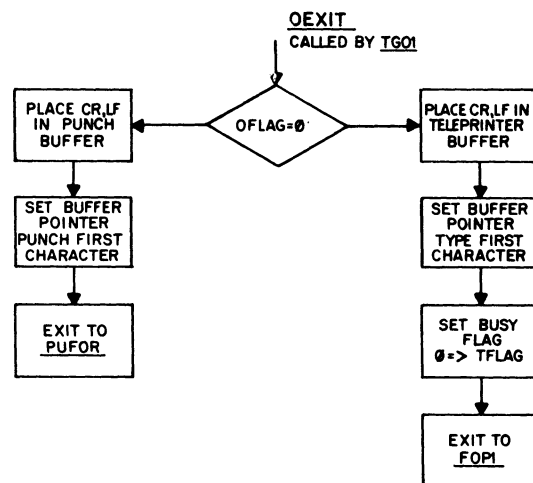 OEXIT
CALLED BY TGO1
OFLAG=Ø
PLACE CR,LF
IN PUNCH
BUFFER
SET BUFFER
POINTER
PUNCH FIRST
CHARACTER
EXIT TO
PUFOR
PLACE CR,LF IN
TELEPRINTER
BUFFER
SET BUFFER
POINTER
TYPE FIRST
CHARACTER
SET BUSY
FLAG
Ø=> TFLAG
EXIT TO
FOP1